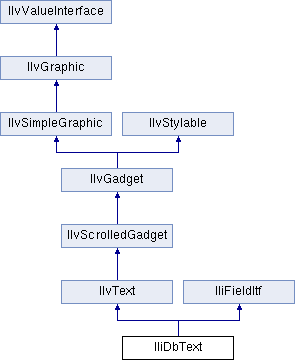 IlvValueInterface
IlvGraphic
IlvSimpleGraphic IlvStylable
IlvGadget
IlvScrolledGadget
IlvText IliFieldItf
IliDbText